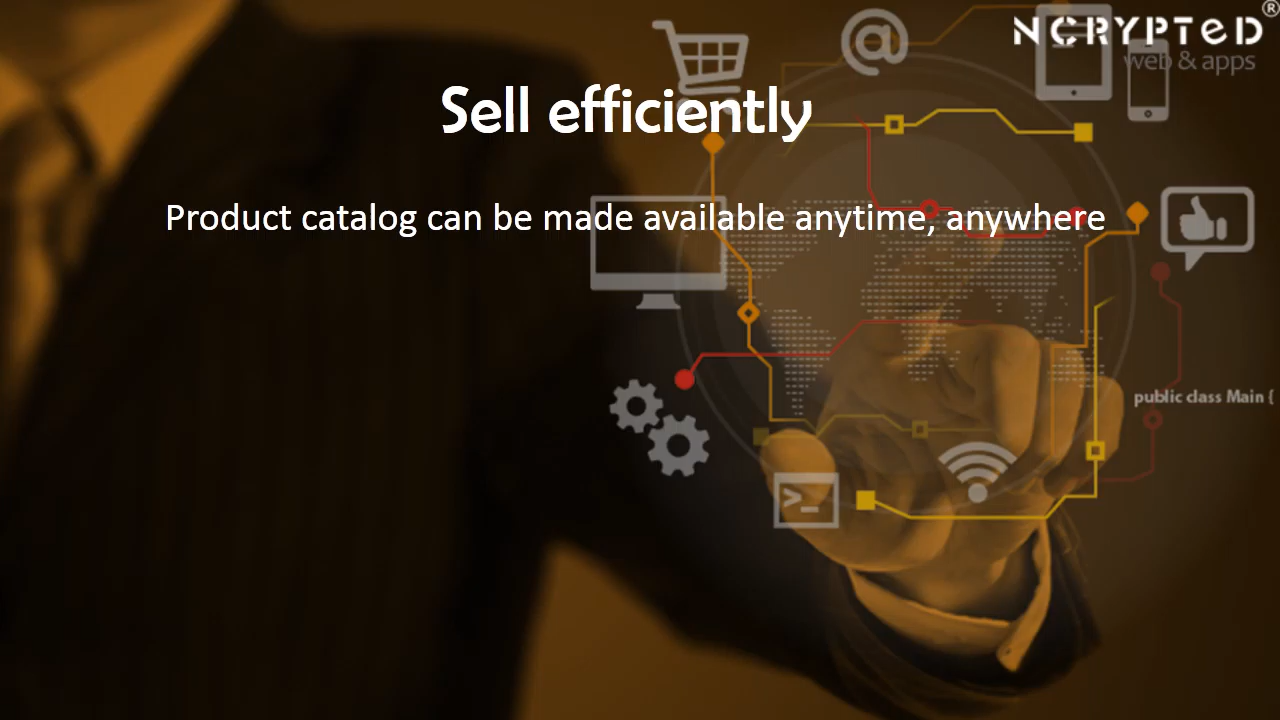 NCRYPTeD®
web & apps
Sell efficiently
Product catalog can be made available anytime, anywhere
public class Main {
>_
@